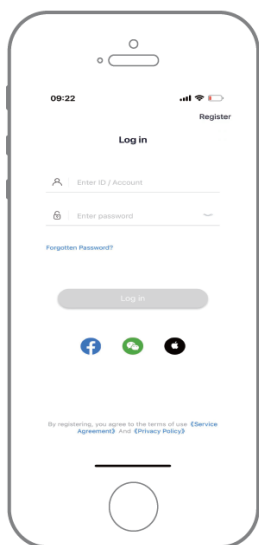 09:22
Register
Log in
Enter ID / Account
Enter password
Forgotten Password?
Log in
By registering, you agree to the terms of use 《Service
Agreement》 And 《Privacy Policy》